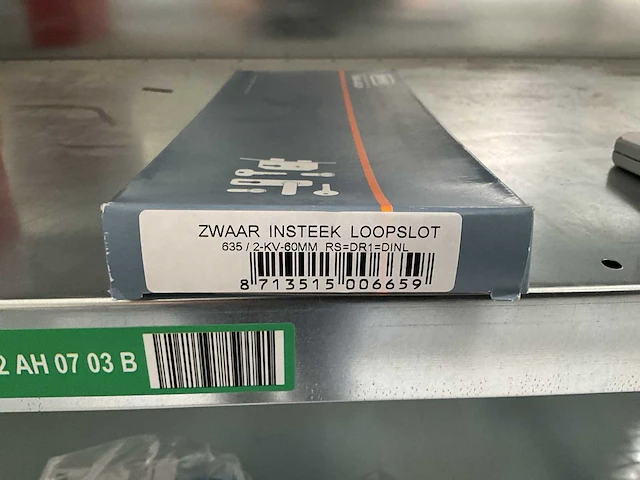 ZWAAR INSTEEK LOOPSLOT
635 / 2-KV-60MM RS=DR1=DINL
8 713515 006659
2 AH 07 03 B